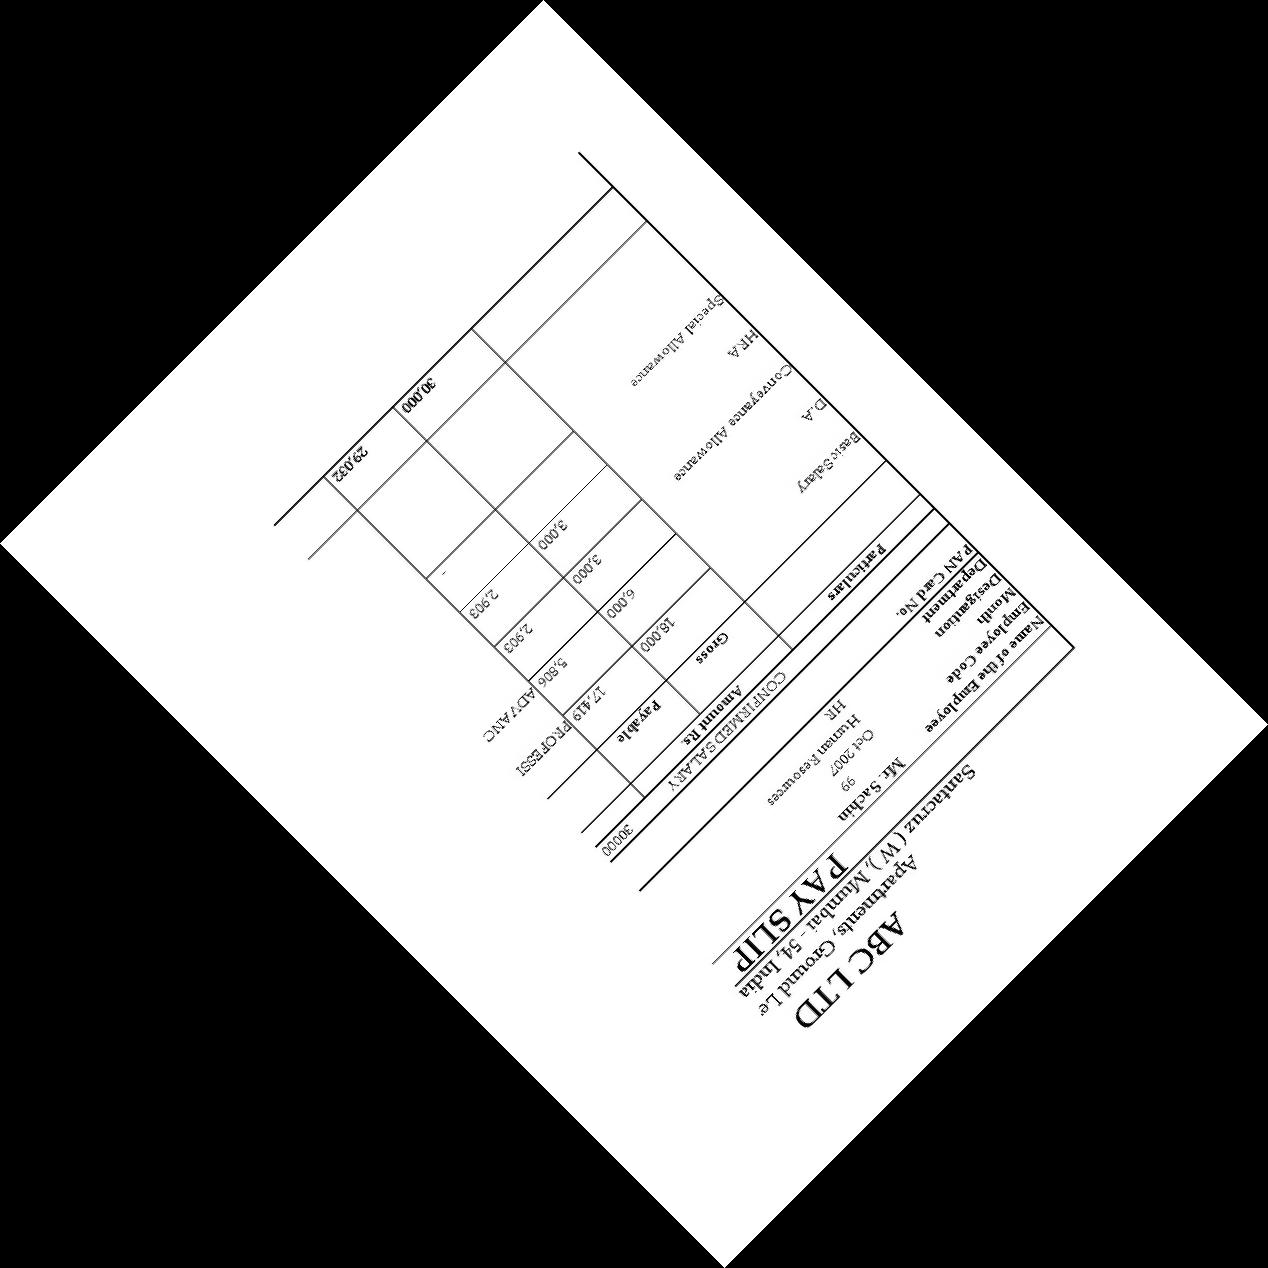 ABC LTD
Apartments, Ground Le
Santacruz ( W ), Mumbai - 54, India
PAY SLIP
Name of the Employee Mr. Sachin
Employee Code 99
Month Oct 2007
Desigantion Human Resources
Department HR
PAN Card No.
CONFIRMED SALARY 30000
Particulars Amount Rs.
Gross Payable
Basic Salary 18,000 17,419 PROFESSI
D.A 6,000 5,806 ADVANC
Conveyance Allowance 3,000 2,903
HRA 3,000 2,903
Special Allowance -
30,000 29,032